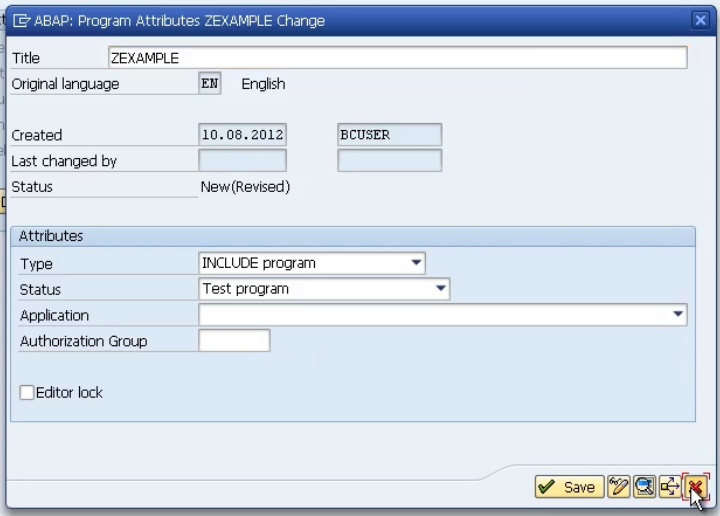 ABAP: Program Attributes ZEXAMPLE Change
Title ZEXAMPLE
Original language EN English
Created 10.08.2012 BCUSER
Last changed by
Status New(Revised)
Attributes
Type INCLUDE program
Status Test program
Application
Authorization Group
Editor lock
Save